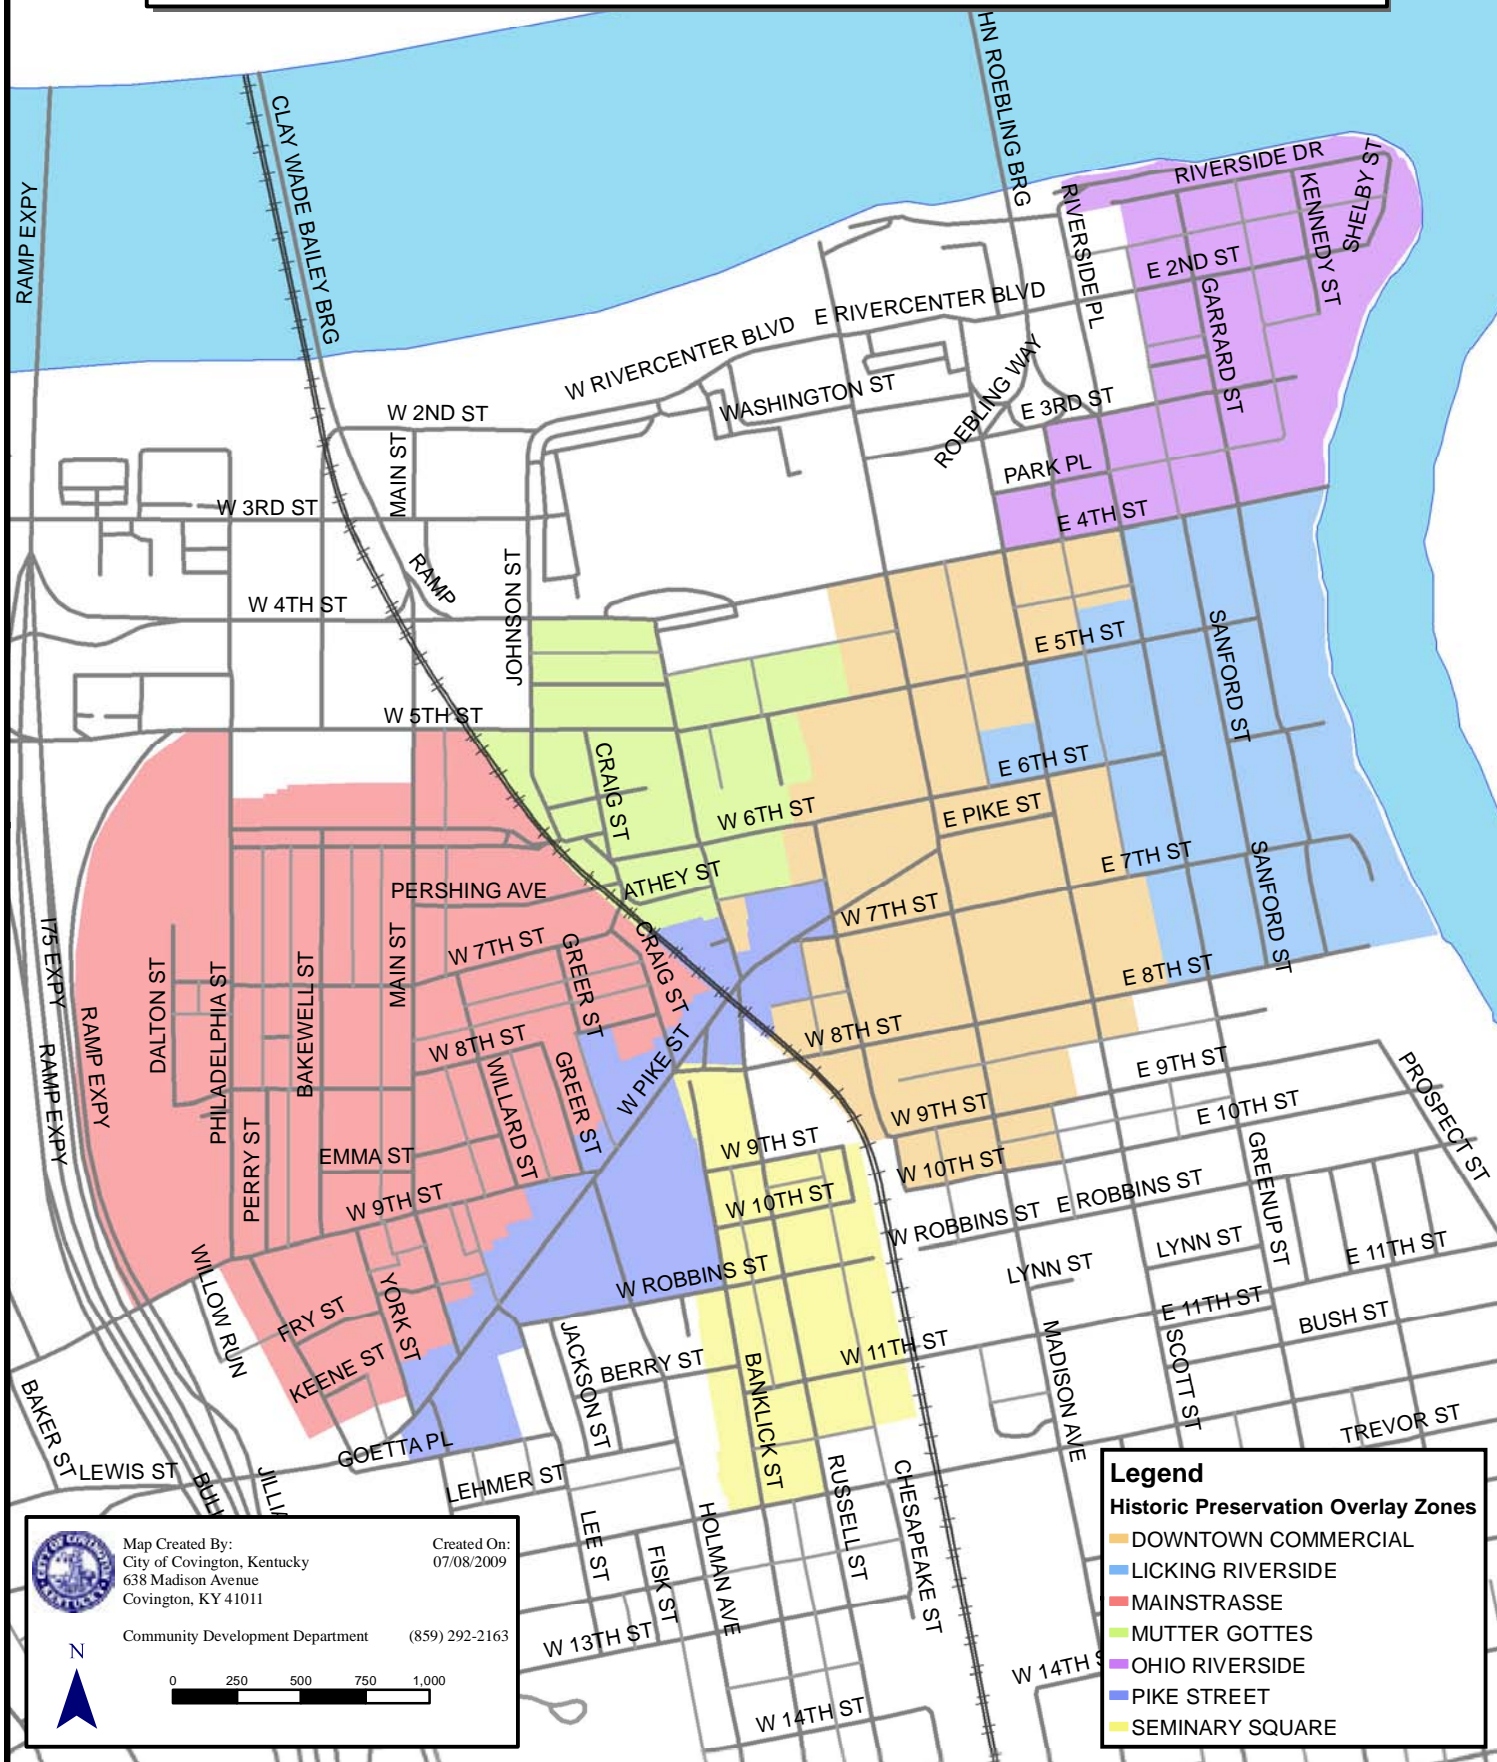 HN ROEBLING BRG
CLAY WADE BAILEY BRG
RAMP EXPY
RIVERSIDE DR
SHELBY ST
KENNEDY ST
RIVERSIDE PL
E 2ND ST
GARRARD ST
E RIVERCENTER BLVD
W RIVERCENTER BLVD
WASHINGTON ST
ROEBLING WAY
E 3RD ST
W 2ND ST
MAIN ST
PARK PL
W 3RD ST
E 4TH ST
RAMP
JOHNSON ST
W 4TH ST
E 5TH ST
SANFORD ST
W 5TH ST
CRAIG ST
E 6TH ST
W 6TH ST
E PIKE ST
E 7TH ST
SANFORD ST
PERSHING AVE
ATHEY ST
W 7TH ST
I75 EXPY
RAMP EXPY
RAMP EXPY
DALTON ST
PHILADELPHIA ST
BAKEWELL ST
MAIN ST
W 7TH ST
GREER ST
CRAIG ST
E 8TH ST
W 8TH ST
W 8TH ST
WILLARD ST
GREER ST
W PIKE ST
E 9TH ST
PROSPECT ST
W 9TH ST
E 10TH ST
PERRY ST
EMMA ST
W 9TH ST
W 10TH ST
GREENUP ST
W 9TH ST
W 10TH ST
E ROBBINS ST
W ROBBINS ST
WILLOW RUN
W ROBBINS ST
LYNN ST
LYNN ST
E 11TH ST
FRY ST
YORK ST
E 11TH ST
BUSH ST
KEENE ST
JACKSON ST
BERRY ST
W 11TH ST
MADISON AVE
SCOTT ST
BAKER ST
BANKLICK ST
TREVOR ST
GOETTA PL
LEWIS ST
LEHMER ST
RUSSELL ST
CHESAPEAKE ST
JILLIA
LEE ST
FISK ST
HOLMAN AVE
W 13TH ST
W 14TH S
W 14TH ST
Map Created By:
City of Covington, Kentucky
638 Madison Avenue
Covington, KY 41011
Created On:
07/08/2009
Community Development Department (859) 292-2163
N
0 250 500 750 1,000
Legend
Historic Preservation Overlay Zones
DOWNTOWN COMMERCIAL
LICKING RIVERSIDE
MAINSTRASSE
MUTTER GOTTES
OHIO RIVERSIDE
PIKE STREET
SEMINARY SQUARE